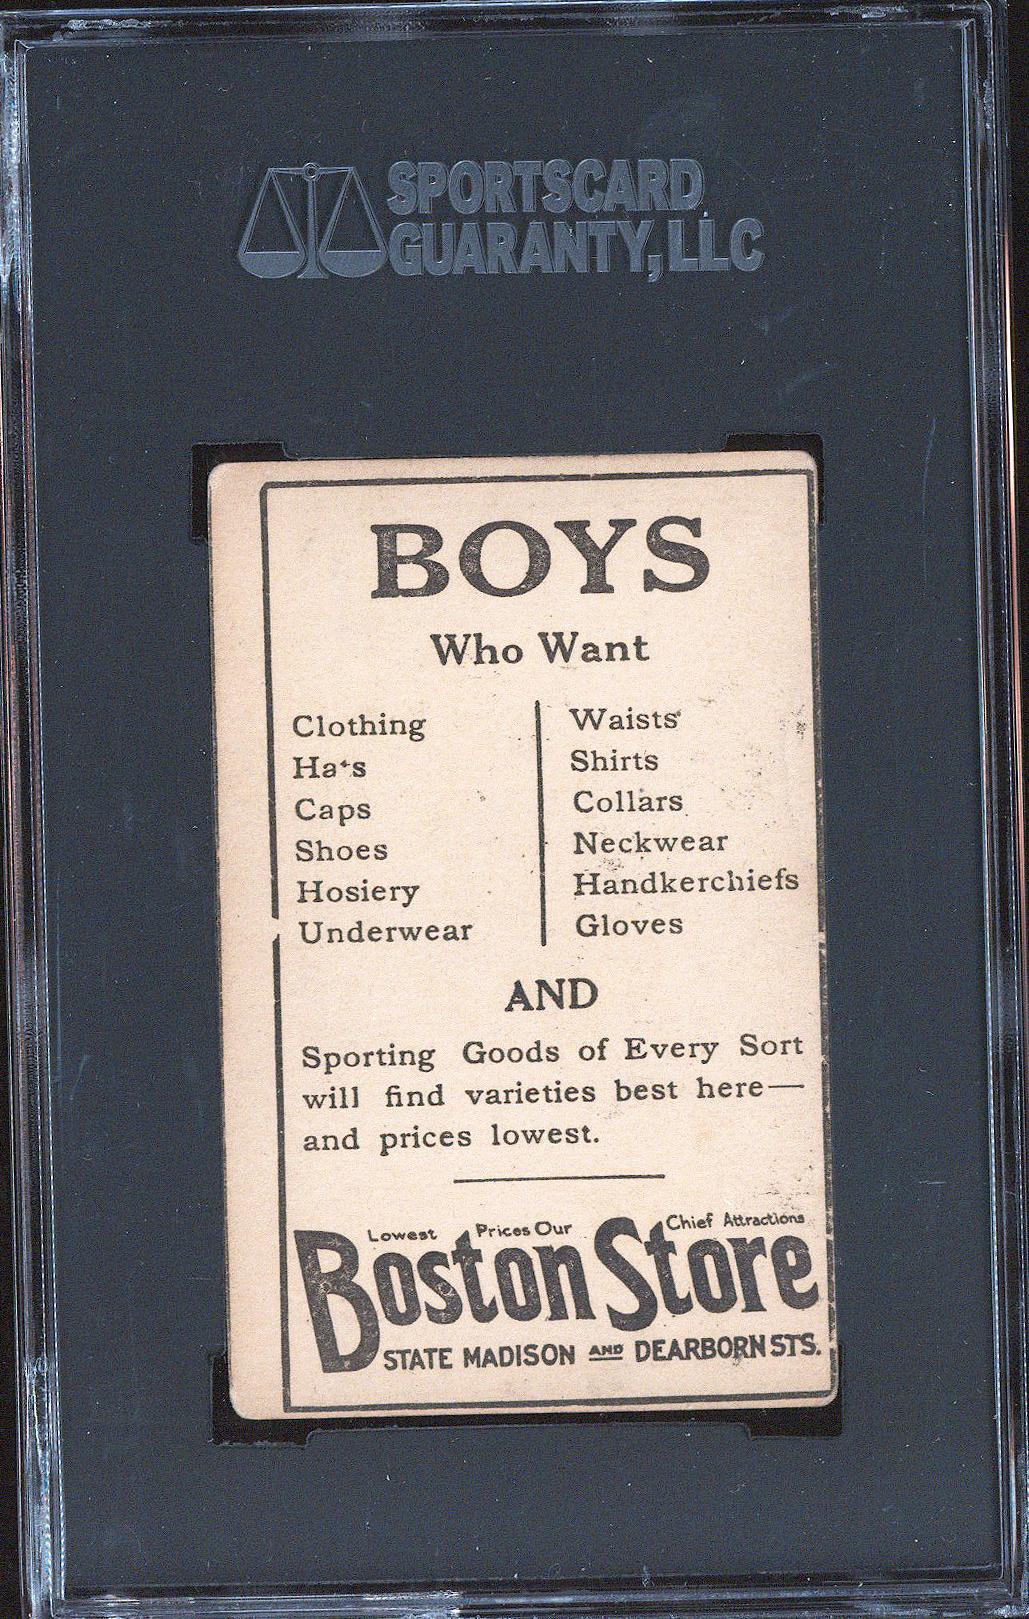 SPORTSCARD
GUARANTY, LLC
BOYS
Who Want
Clothing
Hats
Caps
Shoes
Hosiery
Underwear
Waists
Shirts
Collars
Neckwear
Handkerchiefs
Gloves
AND
Sporting Goods of Every Sort
will find varieties best here—
and prices lowest.
Lowest Prices Our Chief Attractions
Boston Store
STATE MADISON AND DEARBORN STS.